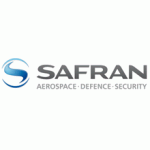 SAFRAN
AEROSPACE · DEFENCE · SECURITY